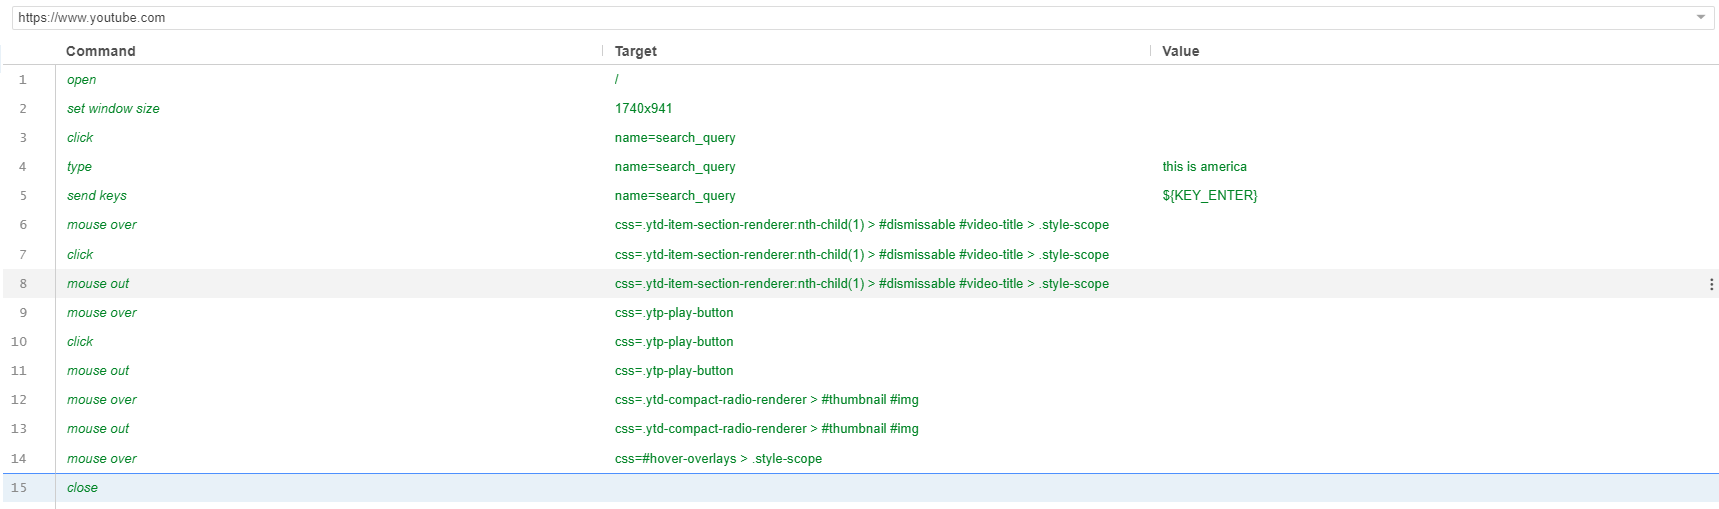 https://www.youtube.com
Command Target Value
1 open /
2 set window size 1740x941
3 click name=search_query
4 type name=search_query this is america
5 send keys name=search_query ${KEY_ENTER}
6 mouse over css=.ytd-item-section-renderer:nth-child(1) > #dismissable #video-title > .style-scope
7 click css=.ytd-item-section-renderer:nth-child(1) > #dismissable #video-title > .style-scope
8 mouse out css=.ytd-item-section-renderer:nth-child(1) > #dismissable #video-title > .style-scope
9 mouse over css=.ytp-play-button
10 click css=.ytp-play-button
11 mouse out css=.ytp-play-button
12 mouse over css=.ytd-compact-radio-renderer > #thumbnail #img
13 mouse out css=.ytd-compact-radio-renderer > #thumbnail #img
14 mouse over css=#hover-overlays > .style-scope
15 close